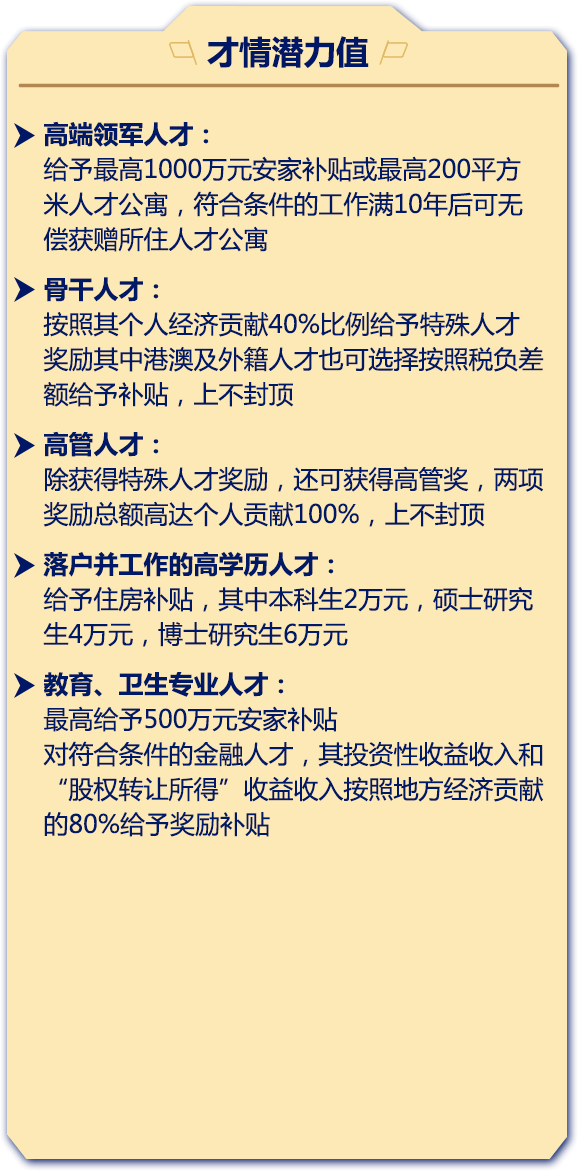 才情潜力值
高端领军人才：
给予最高1000万元安家补贴或最高200平方
米人才公寓，符合条件的工作满10年后可无
偿获赠所住人才公寓
骨干人才：
按照其个人经济贡献40%比例给予特殊人才
奖励其中港澳及外籍人才也可选择按照税负差
额给予补贴，上不封顶
高管人才：
除获得特殊人才奖励，还可获得高管奖，两项
奖励总额高达个人贡献100%，上不封顶
落户并工作的高学历人才：
给予住房补贴，其中本科生2万元，硕士研究
生4万元，博士研究生6万元
教育、卫生专业人才：
最高给予500万元安家补贴
对符合条件的金融人才，其投资性收益收入和
“股权转让所得”收益收入按照地方经济贡献
的80%给予奖励补贴